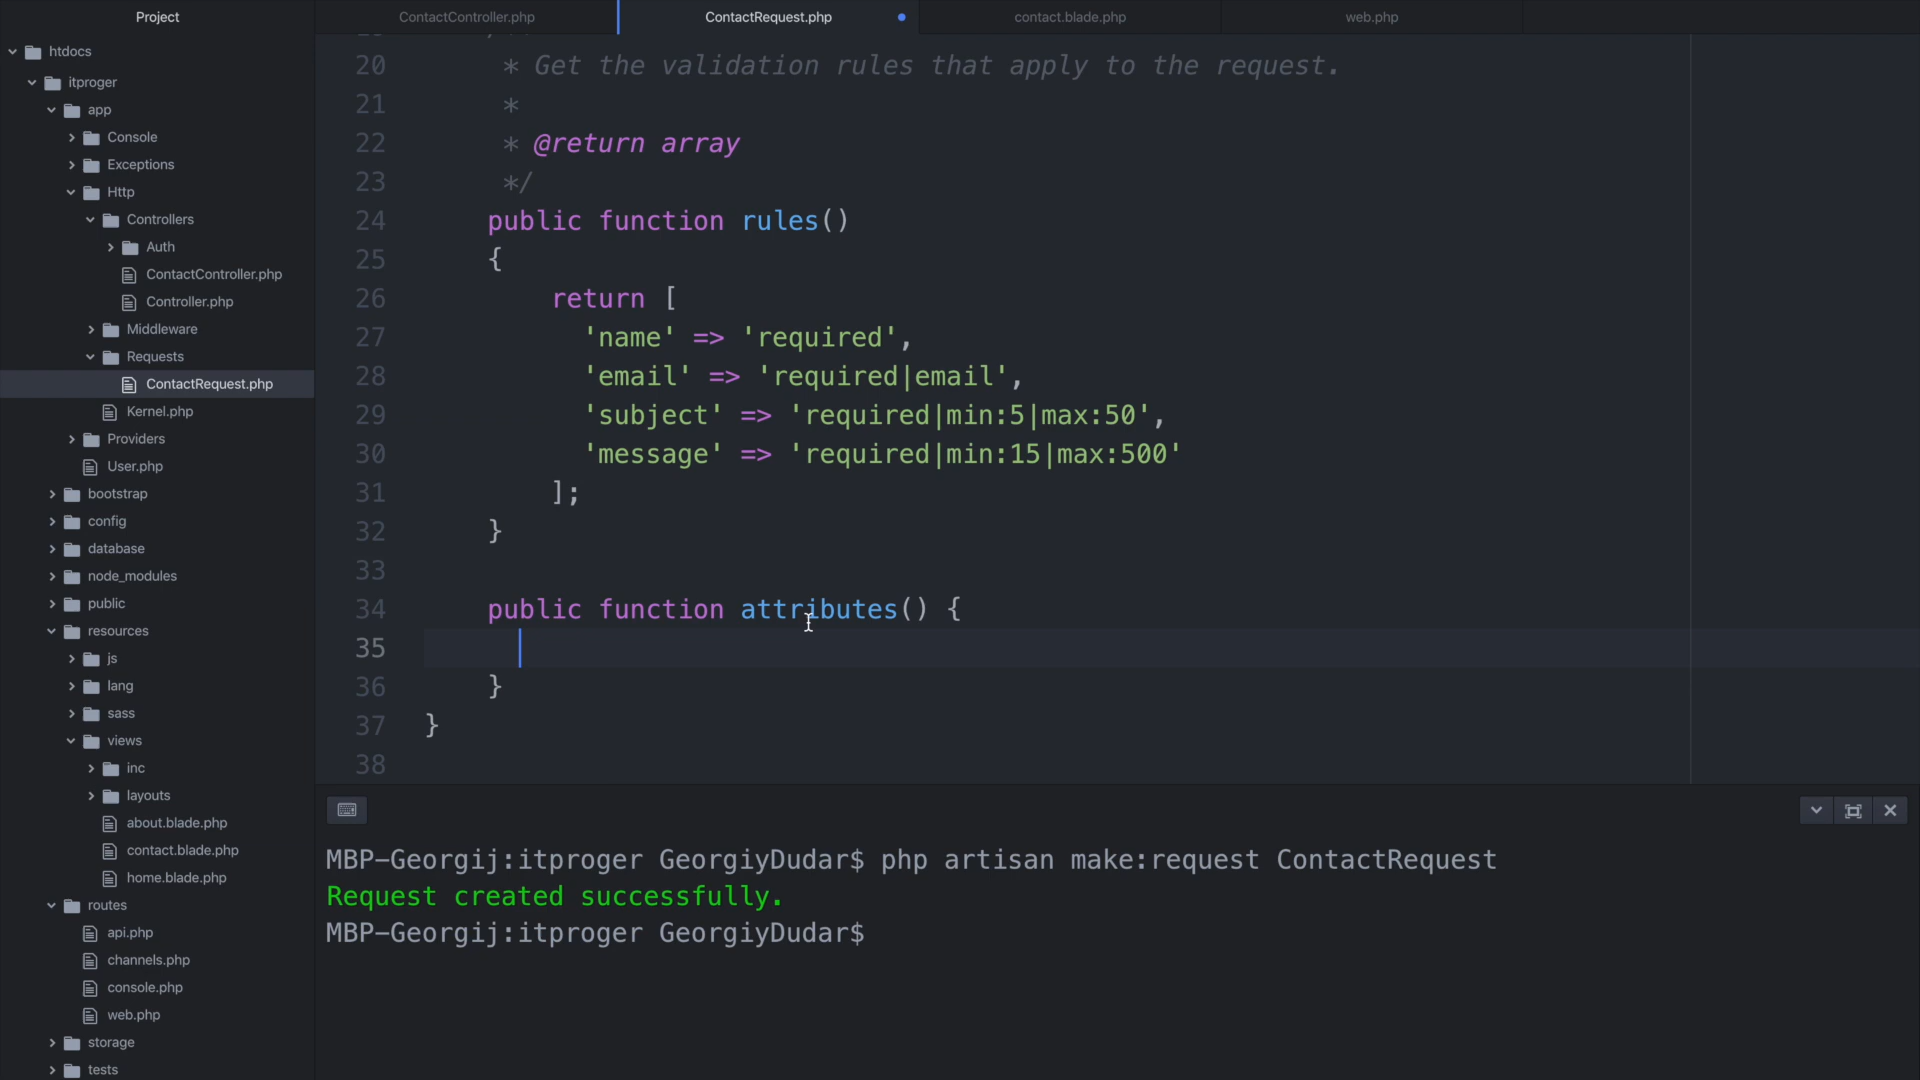 Project
ContactController.php
ContactRequest.php
contact.blade.php
web.php
htdocs
itproger
app
Console
Exceptions
Http
Controllers
Auth
ContactController.php
Controller.php
Middleware
Requests
ContactRequest.php
Kernel.php
Providers
User.php
bootstrap
config
database
node_modules
public
resources
js
lang
sass
views
inc
layouts
about.blade.php
contact.blade.php
home.blade.php
routes
api.php
channels.php
console.php
web.php
storage
tests
20 * Get the validation rules that apply to the request.
21 *
22 * @return array
23 */
24 public function rules()
25 {
26 return [
27 'name' => 'required',
28 'email' => 'required|email',
29 'subject' => 'required|min:5|max:50',
30 'message' => 'required|min:15|max:500'
31 ];
32 }
33
34 public function attributes() {
35
36 }
37 }
38
MBP-Georgij:itproger GeorgiyDudar$ php artisan make:request ContactRequest
Request created successfully.
MBP-Georgij:itproger GeorgiyDudar$